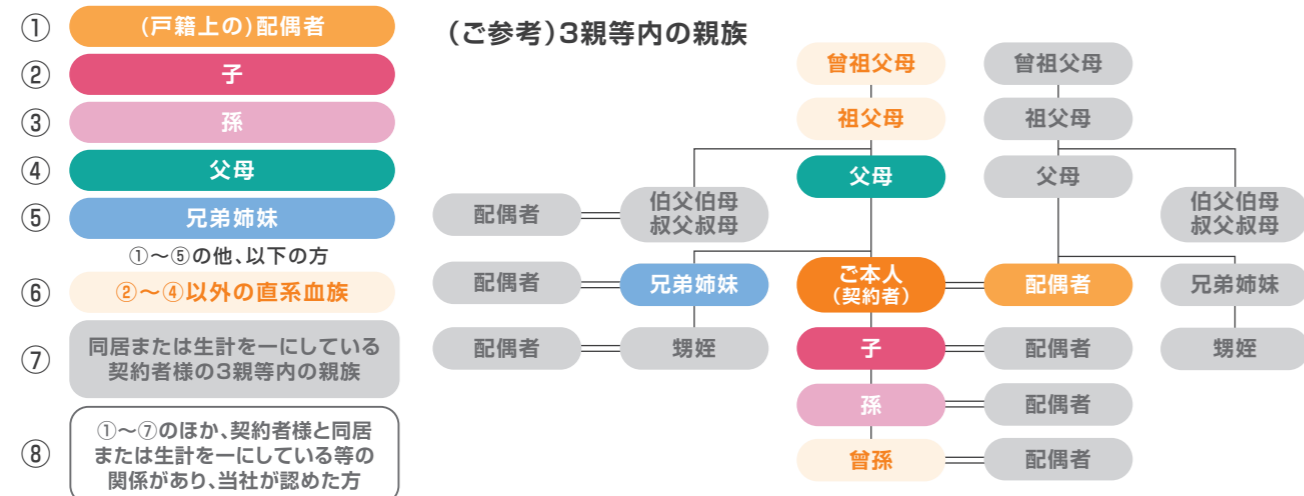 ① (戸籍上の)配偶者
② 子
③ 孫
④ 父母
⑤ 兄弟姉妹
①〜⑤の他、以下の方
⑥ ②〜④以外の直系血族
⑦ 同居または生計を一にしている
契約者様の3親等内の親族
⑧ ①〜⑦のほか、契約者様と同居
または生計を一にしている等の
関係があり、当社が認めた方
(ご参考)3親等内の親族
曾祖父母 曾祖父母
祖父母 祖父母
父母 父母
配偶者 伯父伯母
叔父叔母
伯父伯母
叔父叔母
配偶者 兄弟姉妹 ご本人
(契約者)
配偶者 兄弟姉妹
配偶者 甥姪 子 配偶者 甥姪
孫 配偶者
曾孫 配偶者